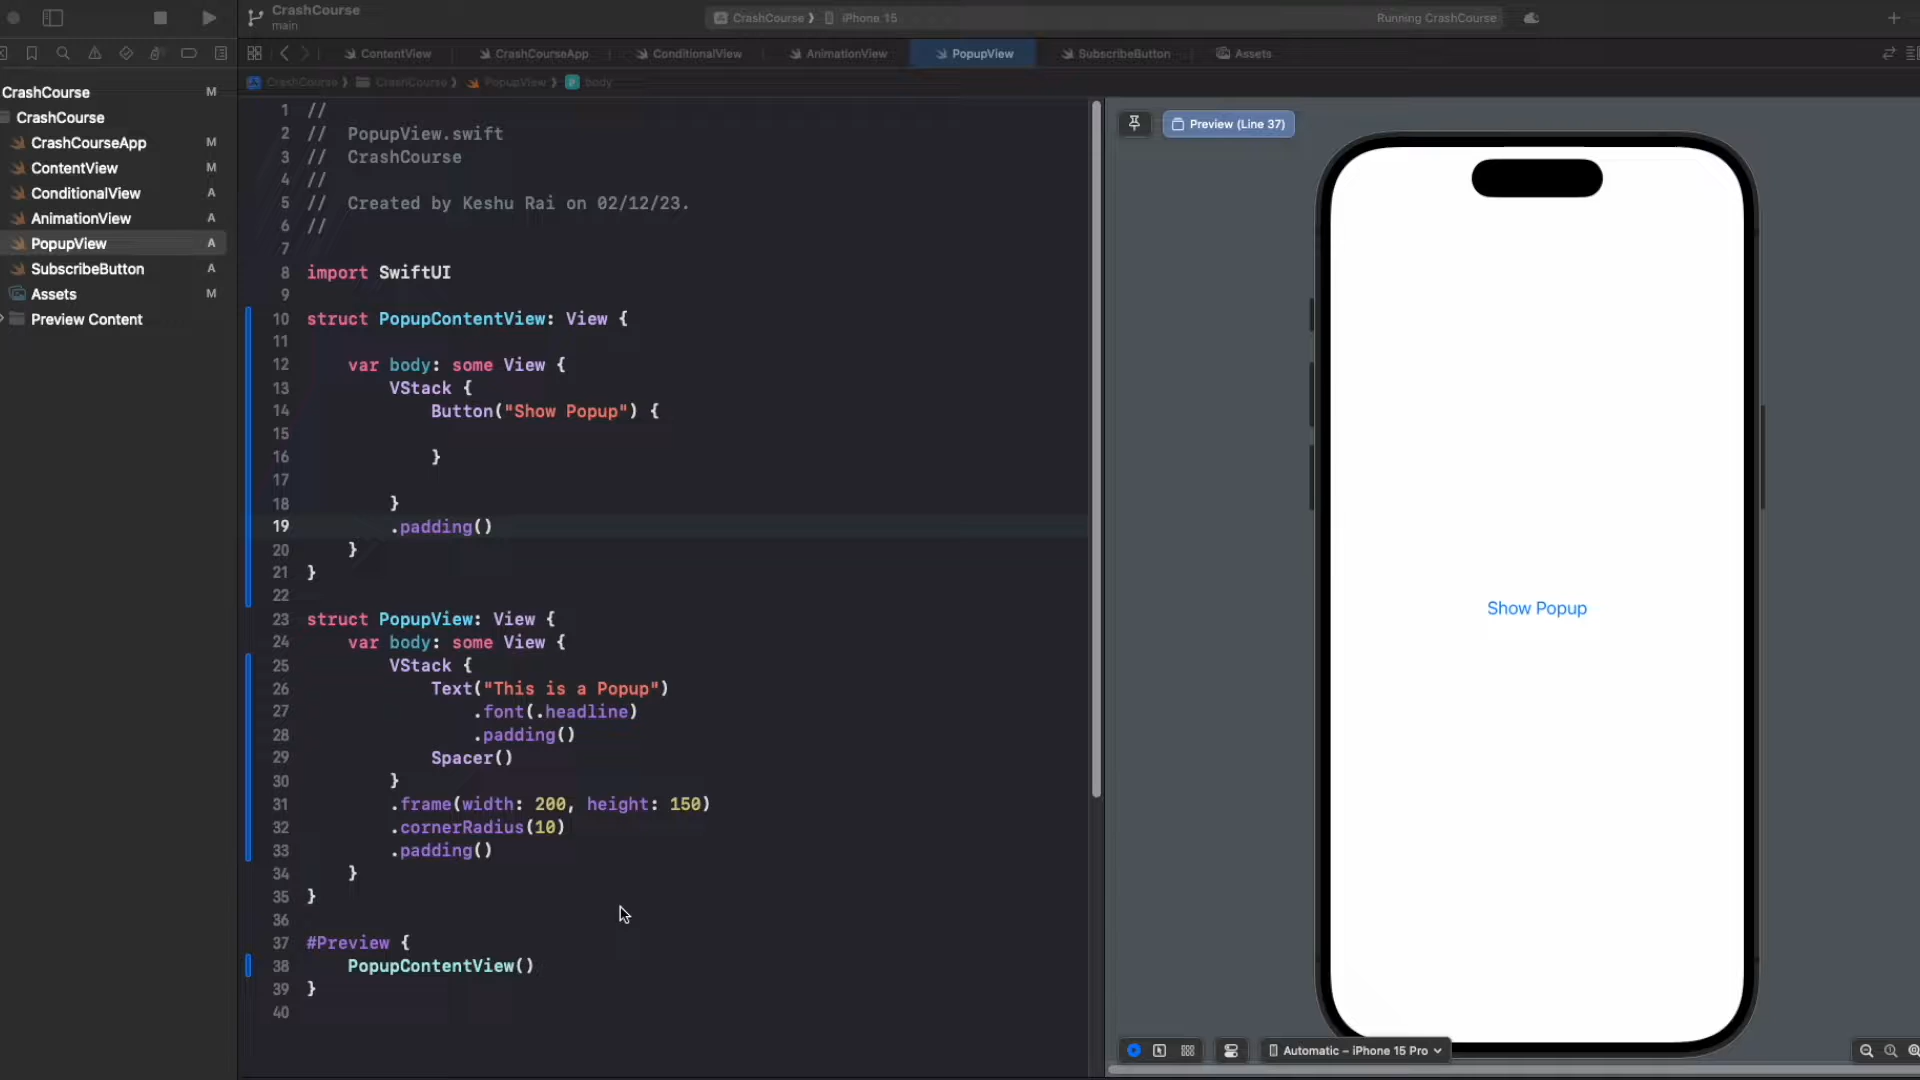 CrashCourse
main
CrashCourse ❯ iPhone 15
Running CrashCourse
ContentView
CrashCourseApp
ConditionalView
AnimationView
PopupView
SubscribeButton
Assets
CrashCourse ❯ CrashCourse ❯ PopupView ❯ body
CrashCourse M
CrashCourse
CrashCourseApp M
ContentView M
ConditionalView A
AnimationView A
PopupView A
SubscribeButton A
Assets M
Preview Content
1 //
2 //  PopupView.swift
3 //  CrashCourse
4 //
5 //  Created by Keshu Rai on 02/12/23.
6 //
7
8 import SwiftUI
9
10 struct PopupContentView: View {
11
12     var body: some View {
13         VStack {
14             Button("Show Popup") {
15
16             }
17
18         }
19         .padding()
20     }
21 }
22
23 struct PopupView: View {
24     var body: some View {
25         VStack {
26             Text("This is a Popup")
27                 .font(.headline)
28                 .padding()
29             Spacer()
30         }
31         .frame(width: 200, height: 150)
32         .cornerRadius(10)
33         .padding()
34     }
35 }
36
37 #Preview {
38     PopupContentView()
39 }
40
Preview (Line 37)
Show Popup
Automatic – iPhone 15 Pro